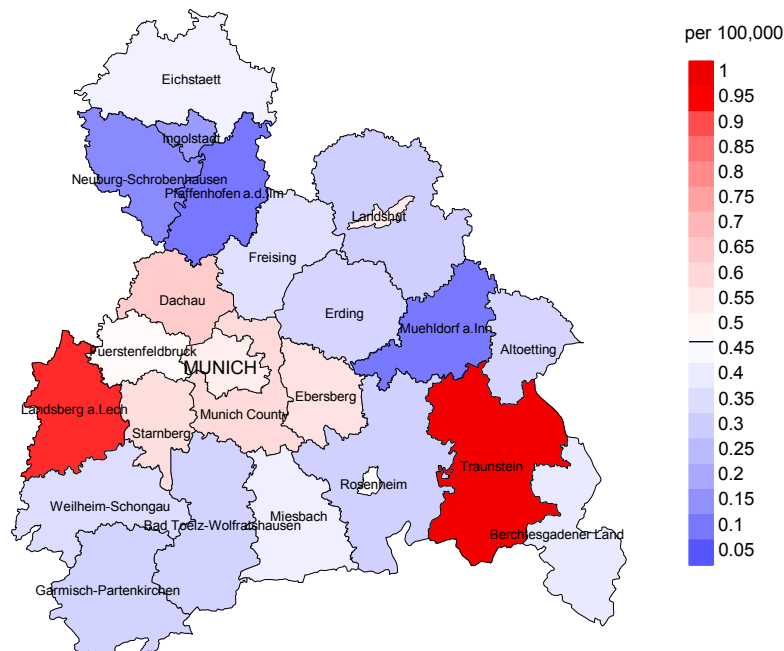 per 100,000
1
0.95
0.9
0.8
0.75
0.7
0.65
0.6
0.55
0.5
0.45
0.4
0.35
0.3
0.25
0.2
0.15
0.1
0.05
Eichstaett
Ingolstadt
Neuburg-Schrobenhausen
Pfaffenhofen a.d.Ilm
Landshut
Freising
Dachau
Erding
Muehldorf a.Inn
Altoetting
Fuerstenfeldbruck
MUNICH
Ebersberg
Landsberg a.Lech
Munich County
Starnberg
Traunstein
Rosenheim
Weilheim-Schongau
Miesbach
Bad Toelz-Wolfratshausen
Berchtesgadener Land
Garmisch-Partenkirchen